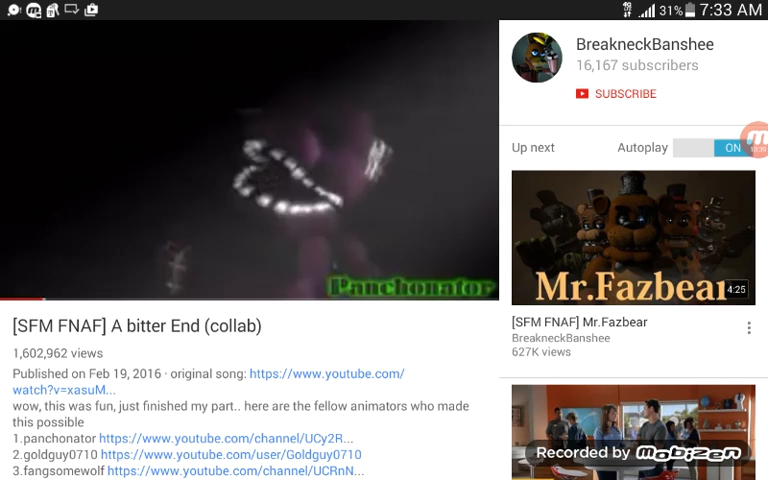 31% 7:33 AM
Panchonator
[SFM FNAF] A bitter End (collab)
1,602,962 views
Published on Feb 19, 2016 · original song: https://www.youtube.com/
watch?v=xasuM...
wow, this was fun, just finished my part.. here are the fellow animators who made
this possible
1.panchonator https://www.youtube.com/channel/UCy2R...
2.goldguy0710 https://www.youtube.com/user/Goldguy0710
3.fangsomewolf https://www.youtube.com/channel/UCRnN...
BreakneckBanshee
16,167 subscribers
SUBSCRIBE
Up next Autoplay ON
Mr.Fazbear
4:25
[SFM FNAF] Mr.Fazbear
BreakneckBanshee
627K views
Recorded by mobizen